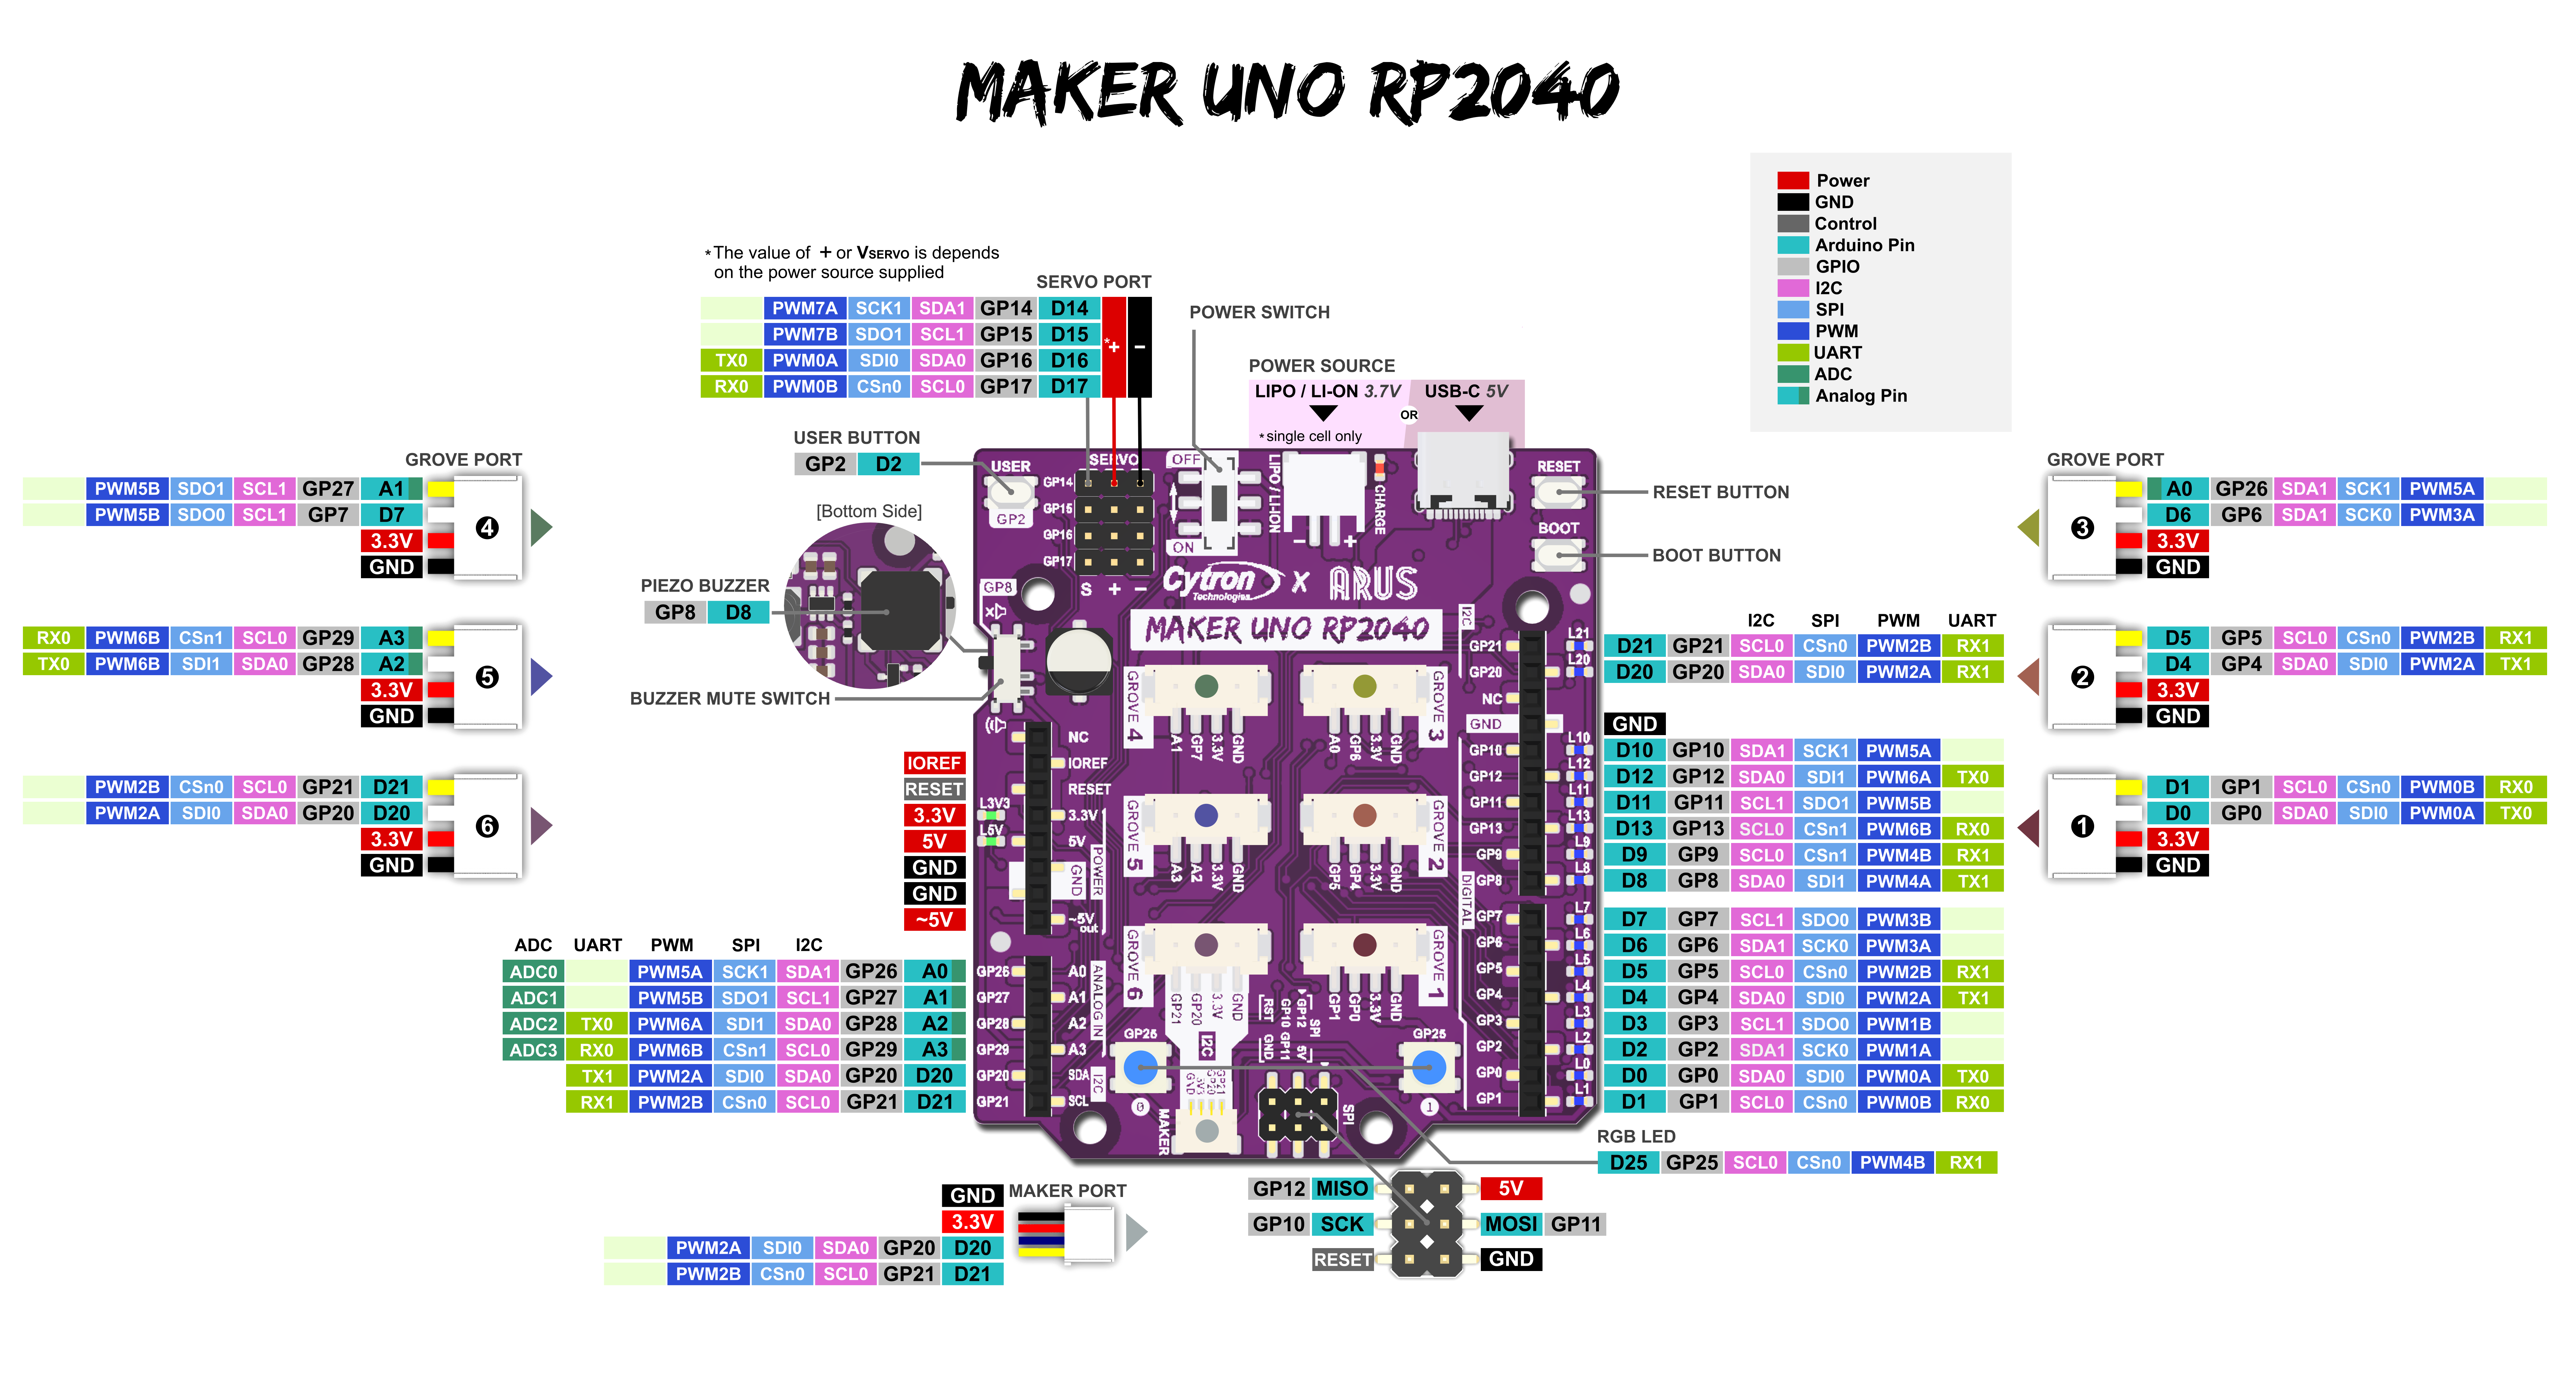 MAKER UNO RP2040
Power
GND
Control
Arduino Pin
GPIO
I2C
SPI
PWM
UART
ADC
Analog Pin
* The value of + or VSERVO is depends
on the power source supplied
SERVO PORT
PWM7A SCK1 SDA1 GP14 D14
PWM7B SDO1 SCL1 GP15 D15
TX0 PWM0A SDI0 SDA0 GP16 D16
RX0 PWM0B CSn0 SCL0 GP17 D17
*+ −
POWER SWITCH
POWER SOURCE
LIPO / LI-ION 3.7V
OR
USB-C 5V
* single cell only
USER BUTTON
GP2 D2
[Bottom Side]
PIEZO BUZZER
GP8 D8
BUZZER MUTE SWITCH
RESET BUTTON
BOOT BUTTON
GROVE PORT
PWM5B SDO1 SCL1 GP27 A1
PWM5B SDO0 SCL1 GP7 D7
3.3V
GND
4
RX0 PWM6B CSn1 SCL0 GP29 A3
TX0 PWM6B SDI1 SDA0 GP28 A2
3.3V
GND
5
PWM2B CSn0 SCL0 GP21 D21
PWM2A SDI0 SDA0 GP20 D20
3.3V
GND
6
GROVE PORT
3
A0 GP26 SDA1 SCK1 PWM5A
D6 GP6 SDA1 SCK0 PWM3A
3.3V
GND
2
D5 GP5 SCL0 CSn0 PWM2B RX1
D4 GP4 SDA0 SDI0 PWM2A TX1
3.3V
GND
1
D1 GP1 SCL0 CSn0 PWM0B RX0
D0 GP0 SDA0 SDI0 PWM0A TX0
3.3V
GND
USER
GP2
SERVO
GP14
GP15
GP16
GP17
S + −
OFF
ON
LIPO / LI-ION
− +
CHARGE
RESET
BOOT
GP8
Cytron Technologies X ARUS
MAKER UNO RP2040
I2C
GROVE 4
A1
GP7
3.3V
GND
GROVE 3
A0
GP6
3.3V
GND
GROVE 5
A3
A2
3.3V
GND
GROVE 2
GP5
GP4
3.3V
GND
GROVE 6
GP21
GP20
3.3V
GND
GROVE 1
GP1
GP0
3.3V
GND
NC
IOREF
RESET
L3V3
3.3V
L5V
5V
GND
POWER
~5V
out
GP26 A0
GP27 A1
GP28 A2
GP29 A3
GP20 SDA
GP21 SCL
ANALOG IN
I2C
GP25
0
I2C
GND
3V3
GP20
GP21
MAKER
RST GP10 GP12
SPI
GND GP11 5V
SPI
GP25
1
L21
GP21
L20
GP20
NC
GND
GP10 L10
GP12 L12
GP11 L11
GP13 L13
GP9 L9
GP8 L8
DIGITAL
GP7 L7
GP6 L6
GP5 L5
GP4 L4
GP3 L3
GP2 L2
GP0 L0
GP1 L1
IOREF
RESET
3.3V
5V
GND
GND
~5V
ADC UART PWM SPI I2C
ADC0 PWM5A SCK1 SDA1 GP26 A0
ADC1 PWM5B SDO1 SCL1 GP27 A1
ADC2 TX0 PWM6A SDI1 SDA0 GP28 A2
ADC3 RX0 PWM6B CSn1 SCL0 GP29 A3
TX1 PWM2A SDI0 SDA0 GP20 D20
RX1 PWM2B CSn0 SCL0 GP21 D21
I2C SPI PWM UART
D21 GP21 SCL0 CSn0 PWM2B RX1
D20 GP20 SDA0 SDI0 PWM2A RX1
GND
D10 GP10 SDA1 SCK1 PWM5A
D12 GP12 SDA0 SDI1 PWM6A TX0
D11 GP11 SCL1 SDO1 PWM5B
D13 GP13 SCL0 CSn1 PWM6B RX0
D9 GP9 SCL0 CSn1 PWM4B RX1
D8 GP8 SDA0 SDI1 PWM4A TX1
D7 GP7 SCL1 SDO0 PWM3B
D6 GP6 SDA1 SCK0 PWM3A
D5 GP5 SCL0 CSn0 PWM2B RX1
D4 GP4 SDA0 SDI0 PWM2A TX1
D3 GP3 SCL1 SDO0 PWM1B
D2 GP2 SDA1 SCK0 PWM1A
D0 GP0 SDA0 SDI0 PWM0A TX0
D1 GP1 SCL0 CSn0 PWM0B RX0
RGB LED
D25 GP25 SCL0 CSn0 PWM4B RX1
MAKER PORT
GND
3.3V
PWM2A SDI0 SDA0 GP20 D20
PWM2B CSn0 SCL0 GP21 D21
GP12 MISO 5V
GP10 SCK MOSI GP11
RESET GND